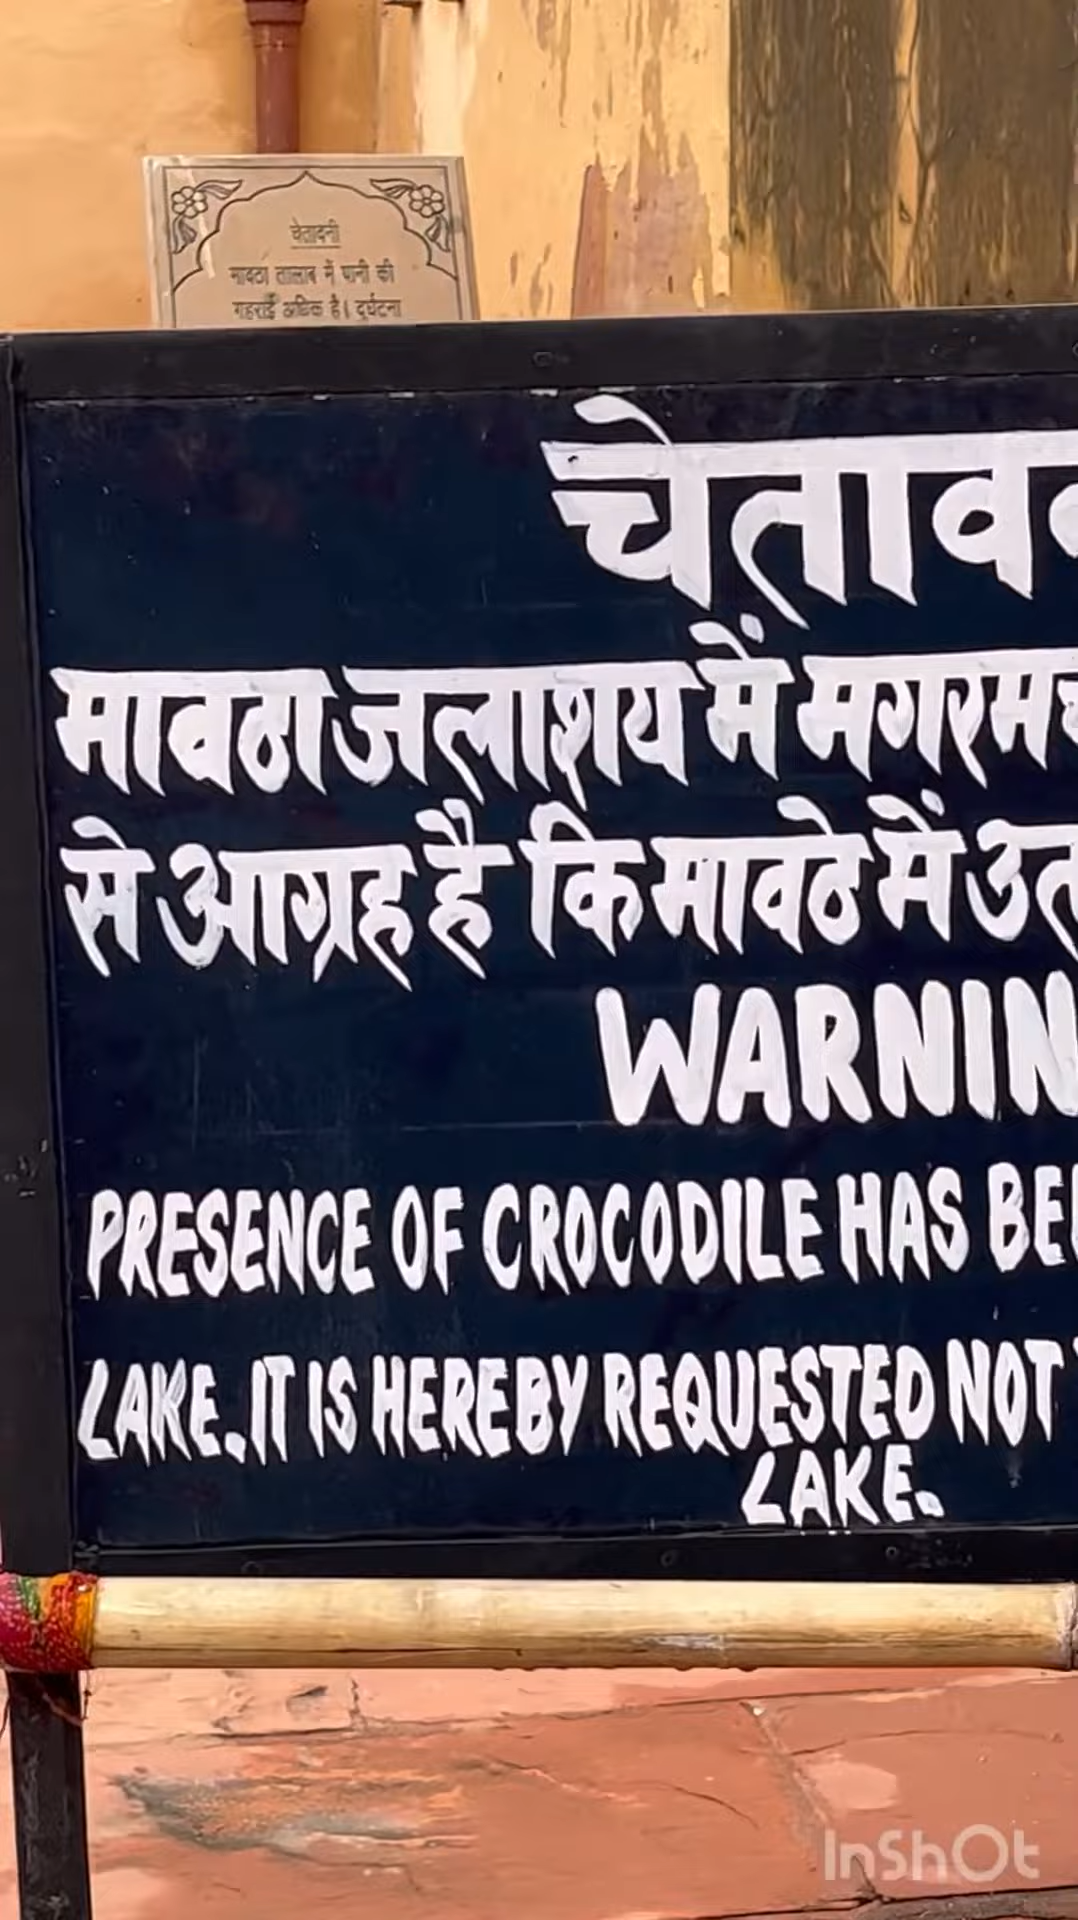 चेतावनी
मावठा तालाब में पानी की
गहराई अधिक है। दुर्घटना
चेताव
मावठा जलाशय में मगरम
से आग्रह है कि मावठे में उत
WARNIN
PRESENCE OF CROCODILE HAS BE
LAKE. IT IS HEREBY REQUESTED NOT
LAKE.
InShOt